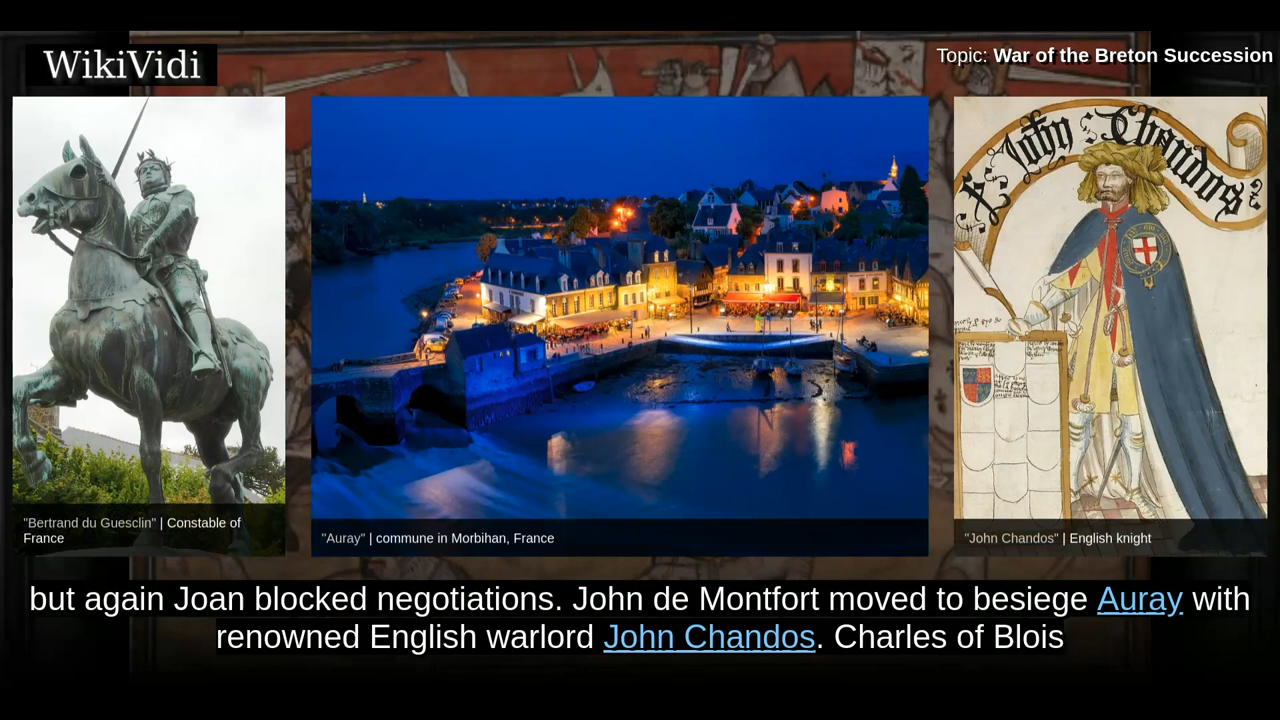 WikiVidi
Topic: War of the Breton Succession
S: John : Chandos:
"Bertrand du Guesclin" | Constable of
France
"Auray" | commune in Morbihan, France
"John Chandos" | English knight
but again Joan blocked negotiations. John de Montfort moved to besiege Auray with
renowned English warlord John Chandos. Charles of Blois